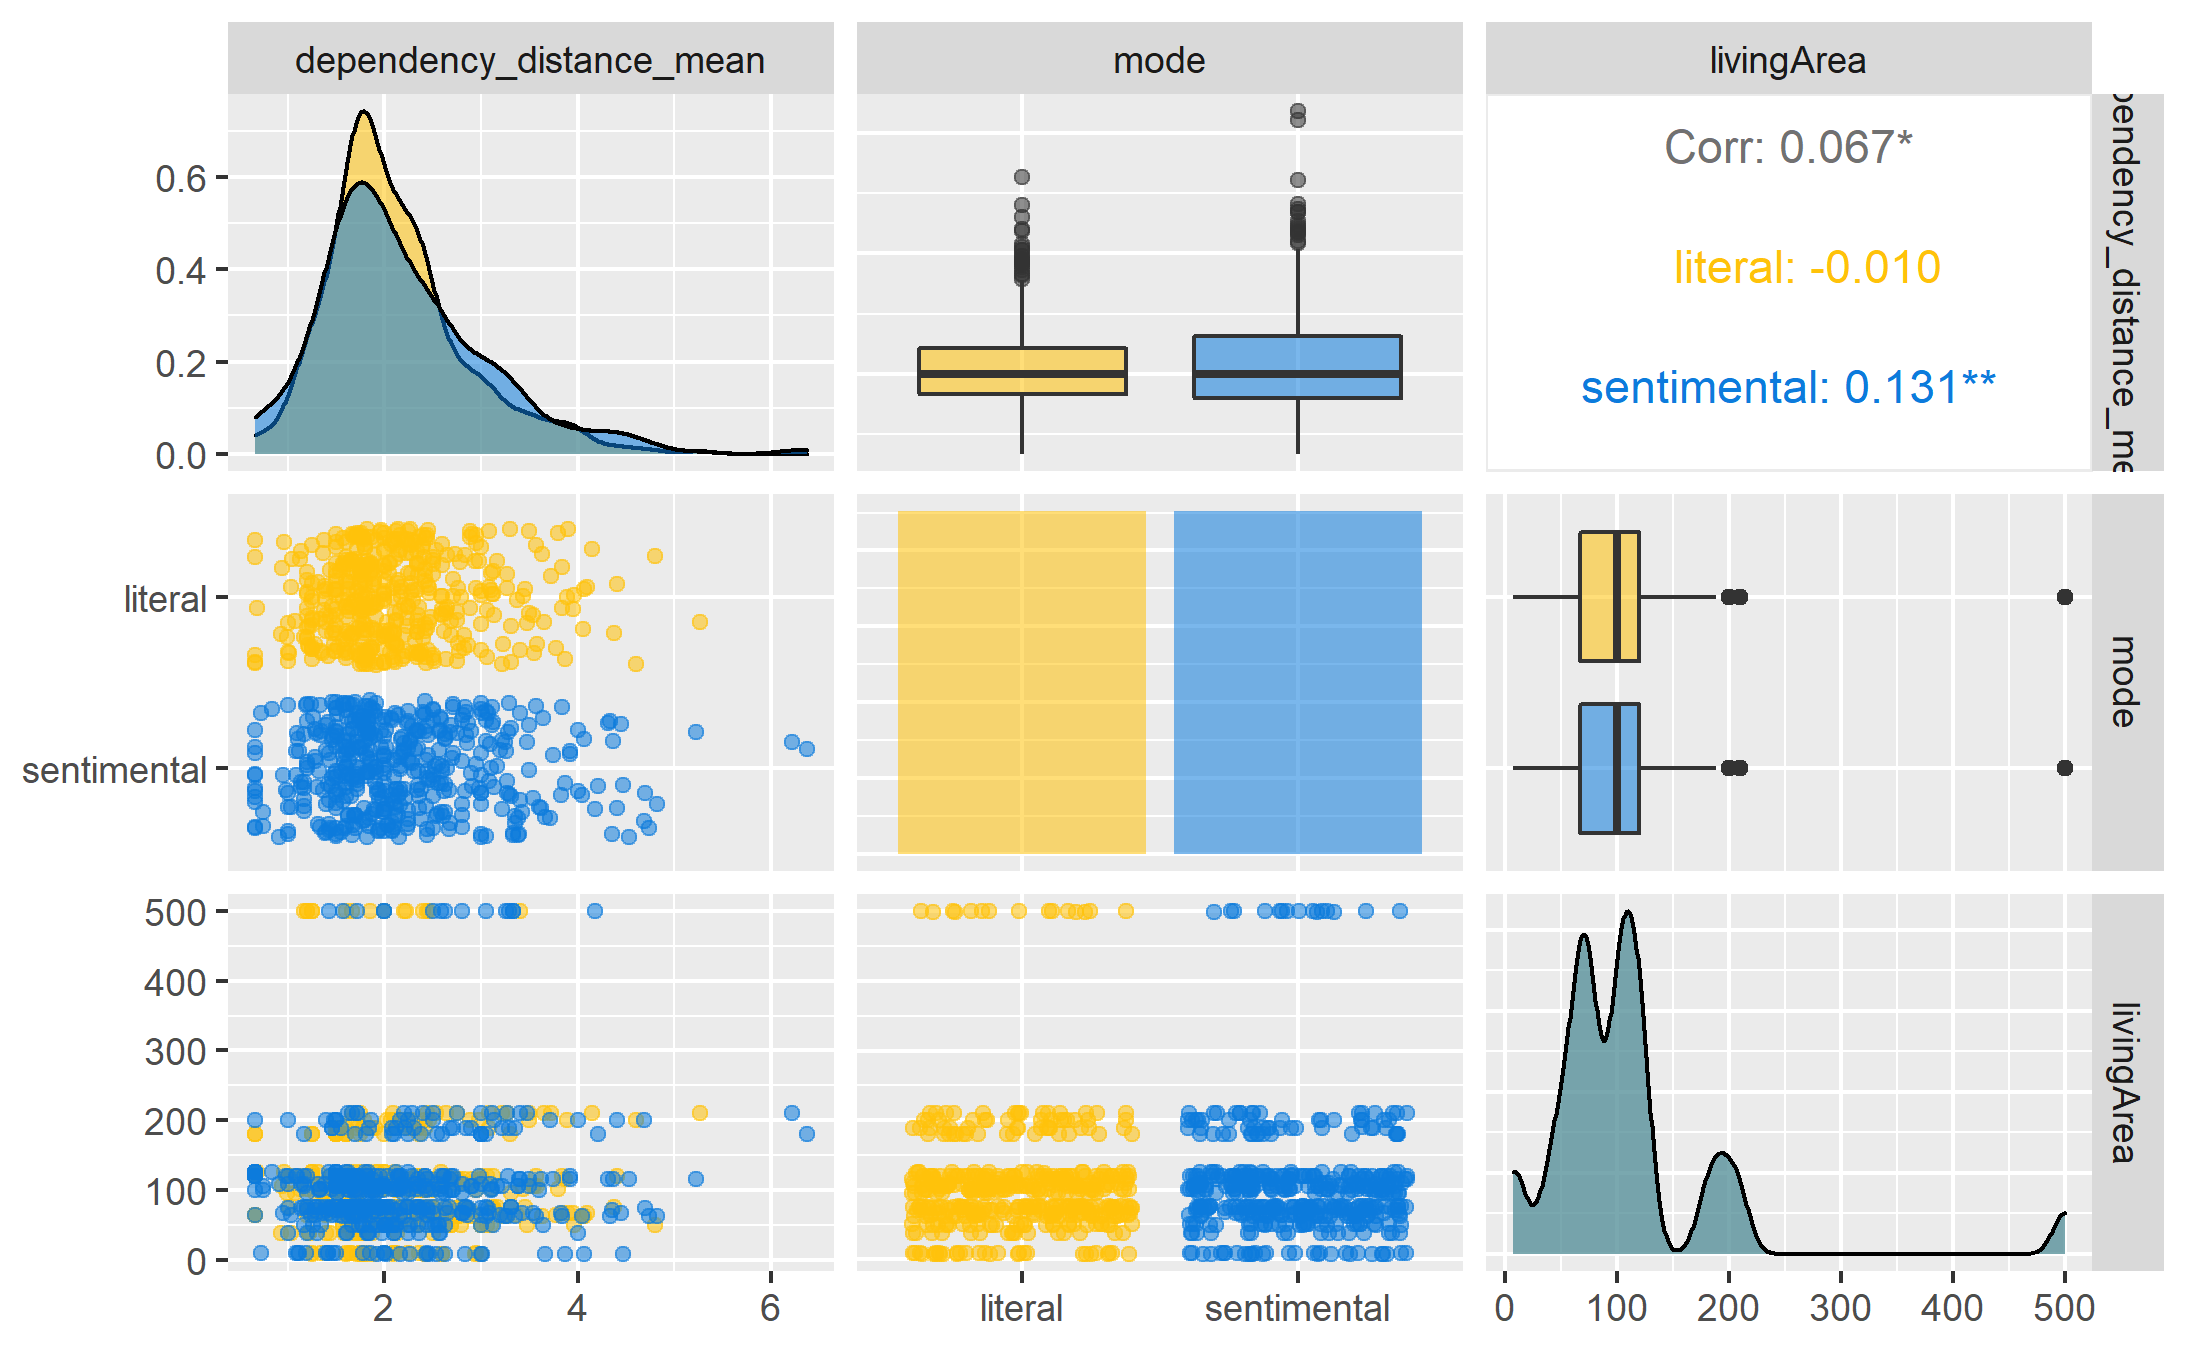 dependency_distance_mean
mode
livingArea
0.6
0.4
0.2
0.0
Corr: 0.067*
literal: -0.010
sentimental: 0.131**
literal
sentimental
mode
500
400
300
200
100
0
livingArea
2
4
6
literal
sentimental
0
100
200
300
400
500